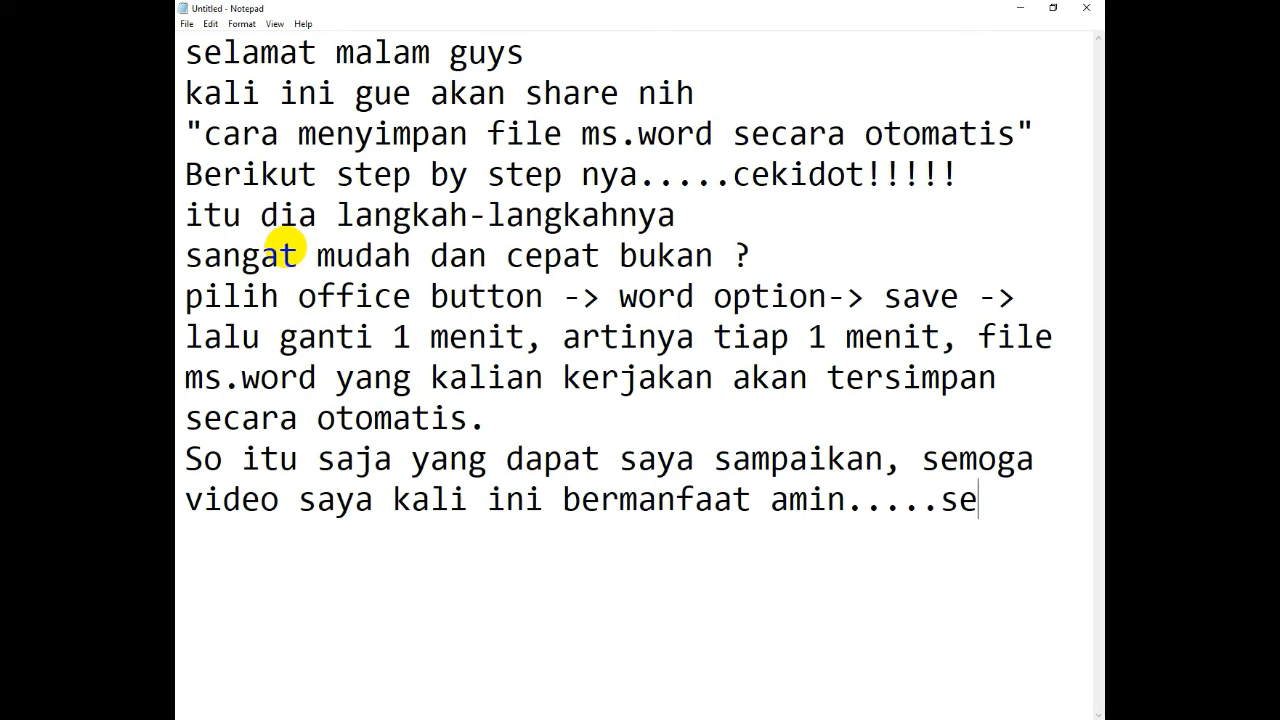 Untitled - Notepad
File Edit Format View Help
selamat malam guys
kali ini gue akan share nih
"cara menyimpan file ms.word secara otomatis"
Berikut step by step nya.....cekidot!!!!!
itu dia langkah-langkahnya
sangat mudah dan cepat bukan ?
pilih office button -> word option-> save ->
lalu ganti 1 menit, artinya tiap 1 menit, file
ms.word yang kalian kerjakan akan tersimpan
secara otomatis.
So itu saja yang dapat saya sampaikan, semoga
video saya kali ini bermanfaat amin.....se